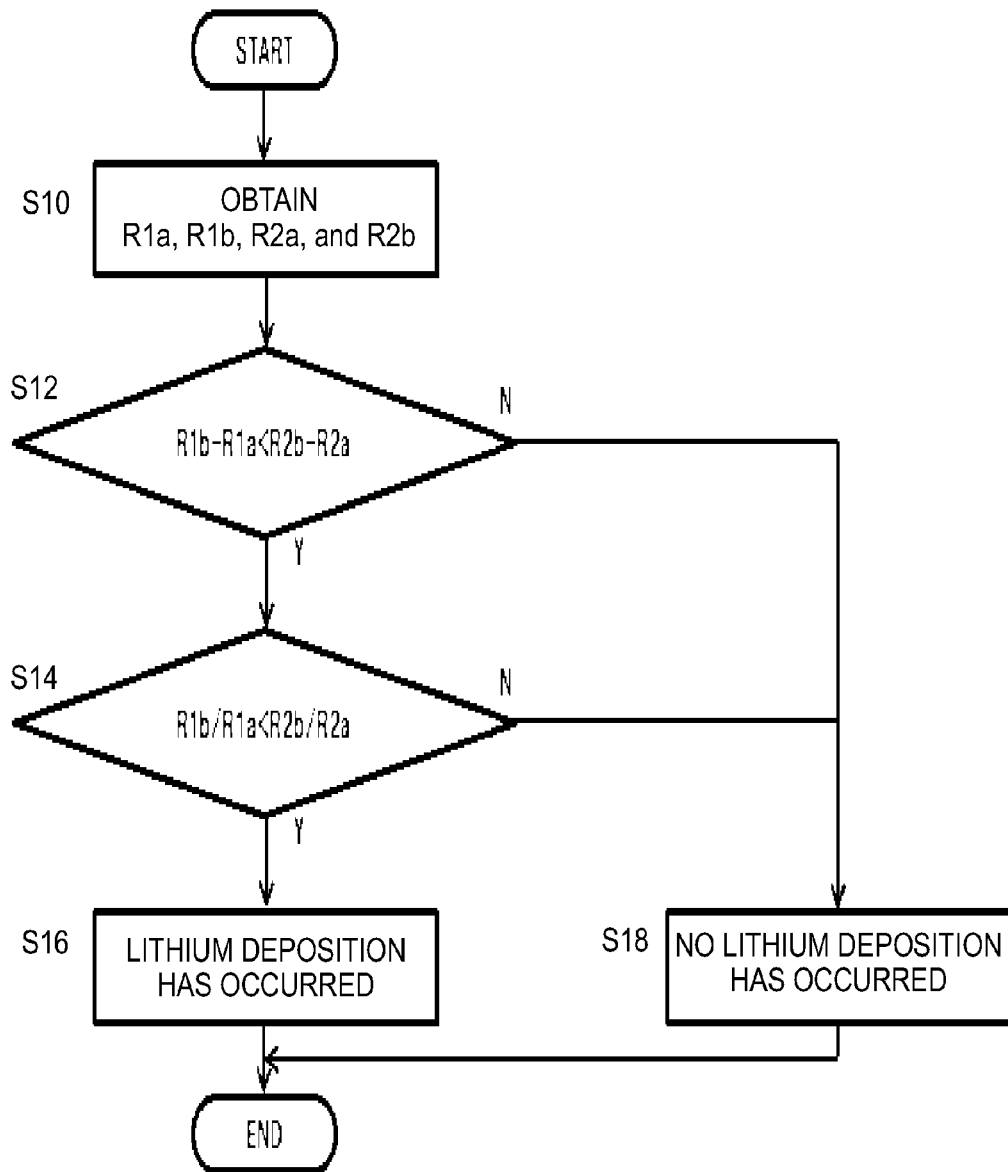 START
S10
OBTAIN
R1a, R1b, R2a, and R2b
S12
R1b-R1a<R2b-R2a
N
Y
S14
R1b/R1a<R2b/R2a
N
Y
S16
LITHIUM DEPOSITION
HAS OCCURRED
S18
NO LITHIUM DEPOSITION
HAS OCCURRED
END